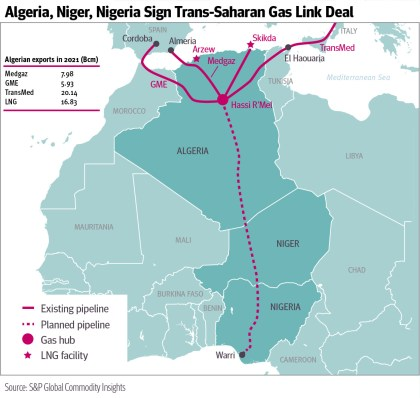 Algeria, Niger, Nigeria Sign Trans-Saharan Gas Link Deal
SPAIN
ITALY
Cordoba
Almeria
Skikda
Arzew
TransMed
Medgaz
El Haouaria
Algerian exports in 2021 (Bcm)
Medgaz 7.98
GME 5.93
TransMed 20.14
LNG 16.83
GME
TUNISIA
Mediterranean Sea
Hassi R'Mel
MOROCCO
ALGERIA
LIBYA
MAURITANIA
MALI
NIGER
CHAD
BURKINA FASO
BENIN
NIGERIA
Warri
CAMEROON
Existing pipeline
Planned pipeline
Gas hub
LNG facility
Source: S&P Global Commodity Insights